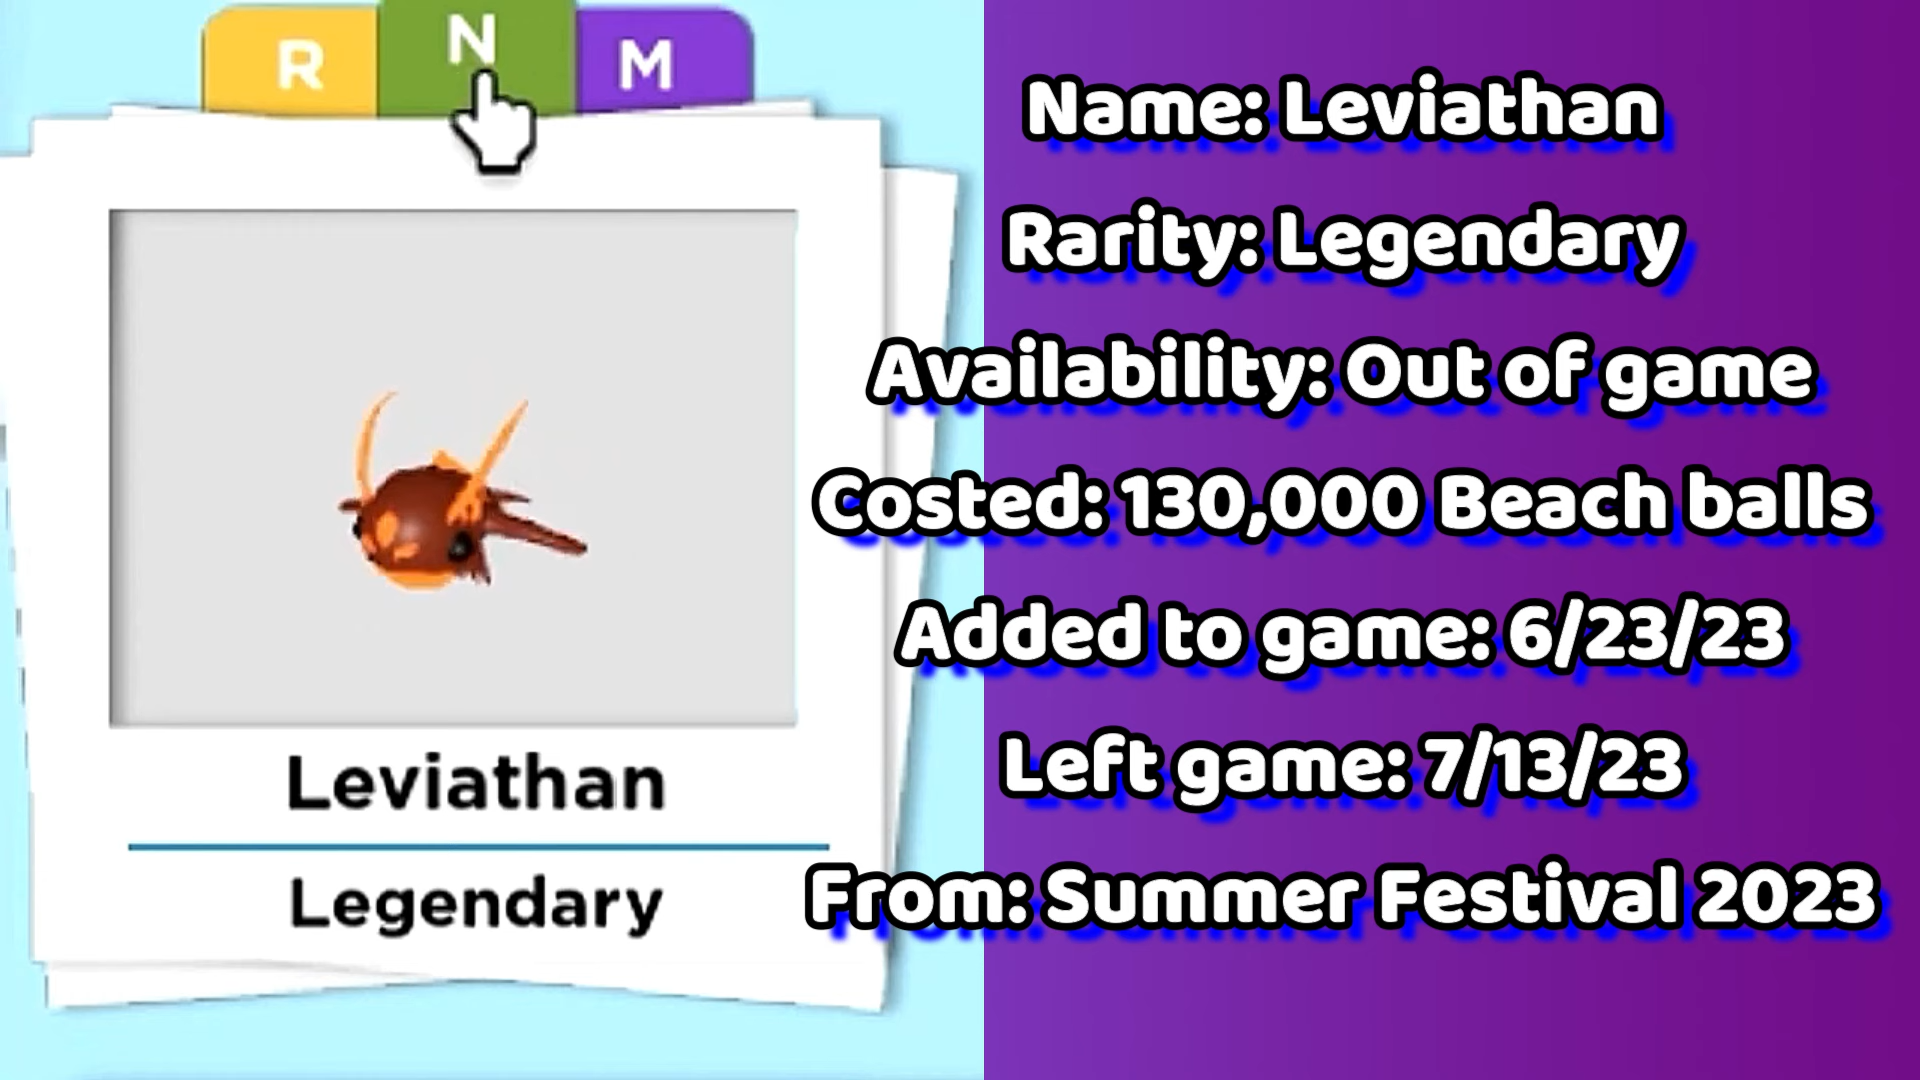 R N M
Leviathan
Legendary
Name: Leviathan
Rarity: Legendary
Availability: Out of game
Costed: 130,000 Beach balls
Added to game: 6/23/23
Left game: 7/13/23
From: Summer Festival 2023